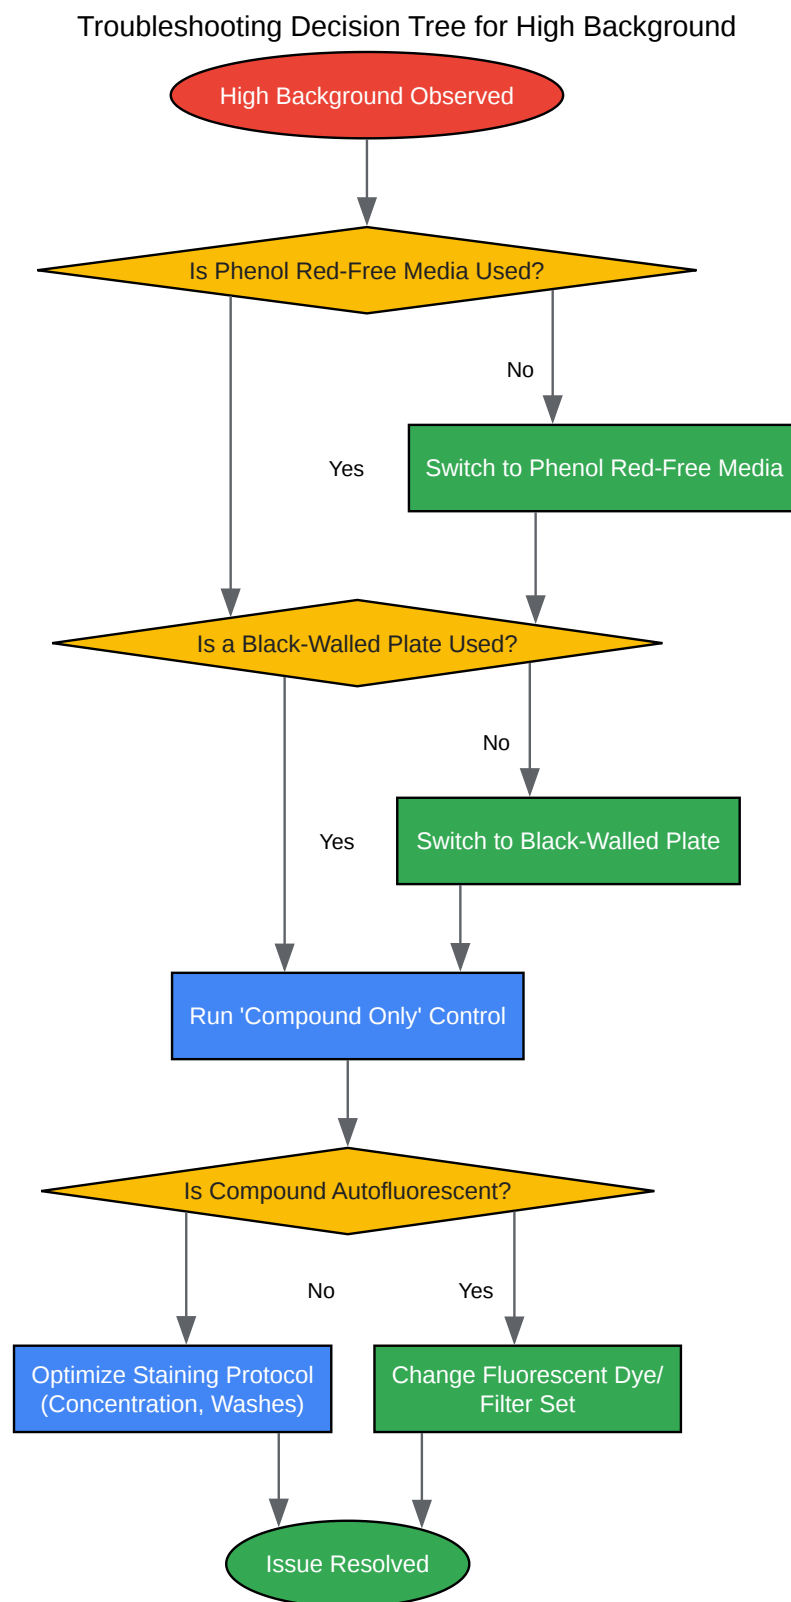 Troubleshooting Decision Tree for High Background
High Background Observed
Is Phenol Red-Free Media Used?
No
Yes
Switch to Phenol Red-Free Media
Is a Black-Walled Plate Used?
No
Yes
Switch to Black-Walled Plate
Run 'Compound Only' Control
Is Compound Autofluorescent?
No
Yes
Optimize Staining Protocol
(Concentration, Washes)
Change Fluorescent Dye/
Filter Set
Issue Resolved